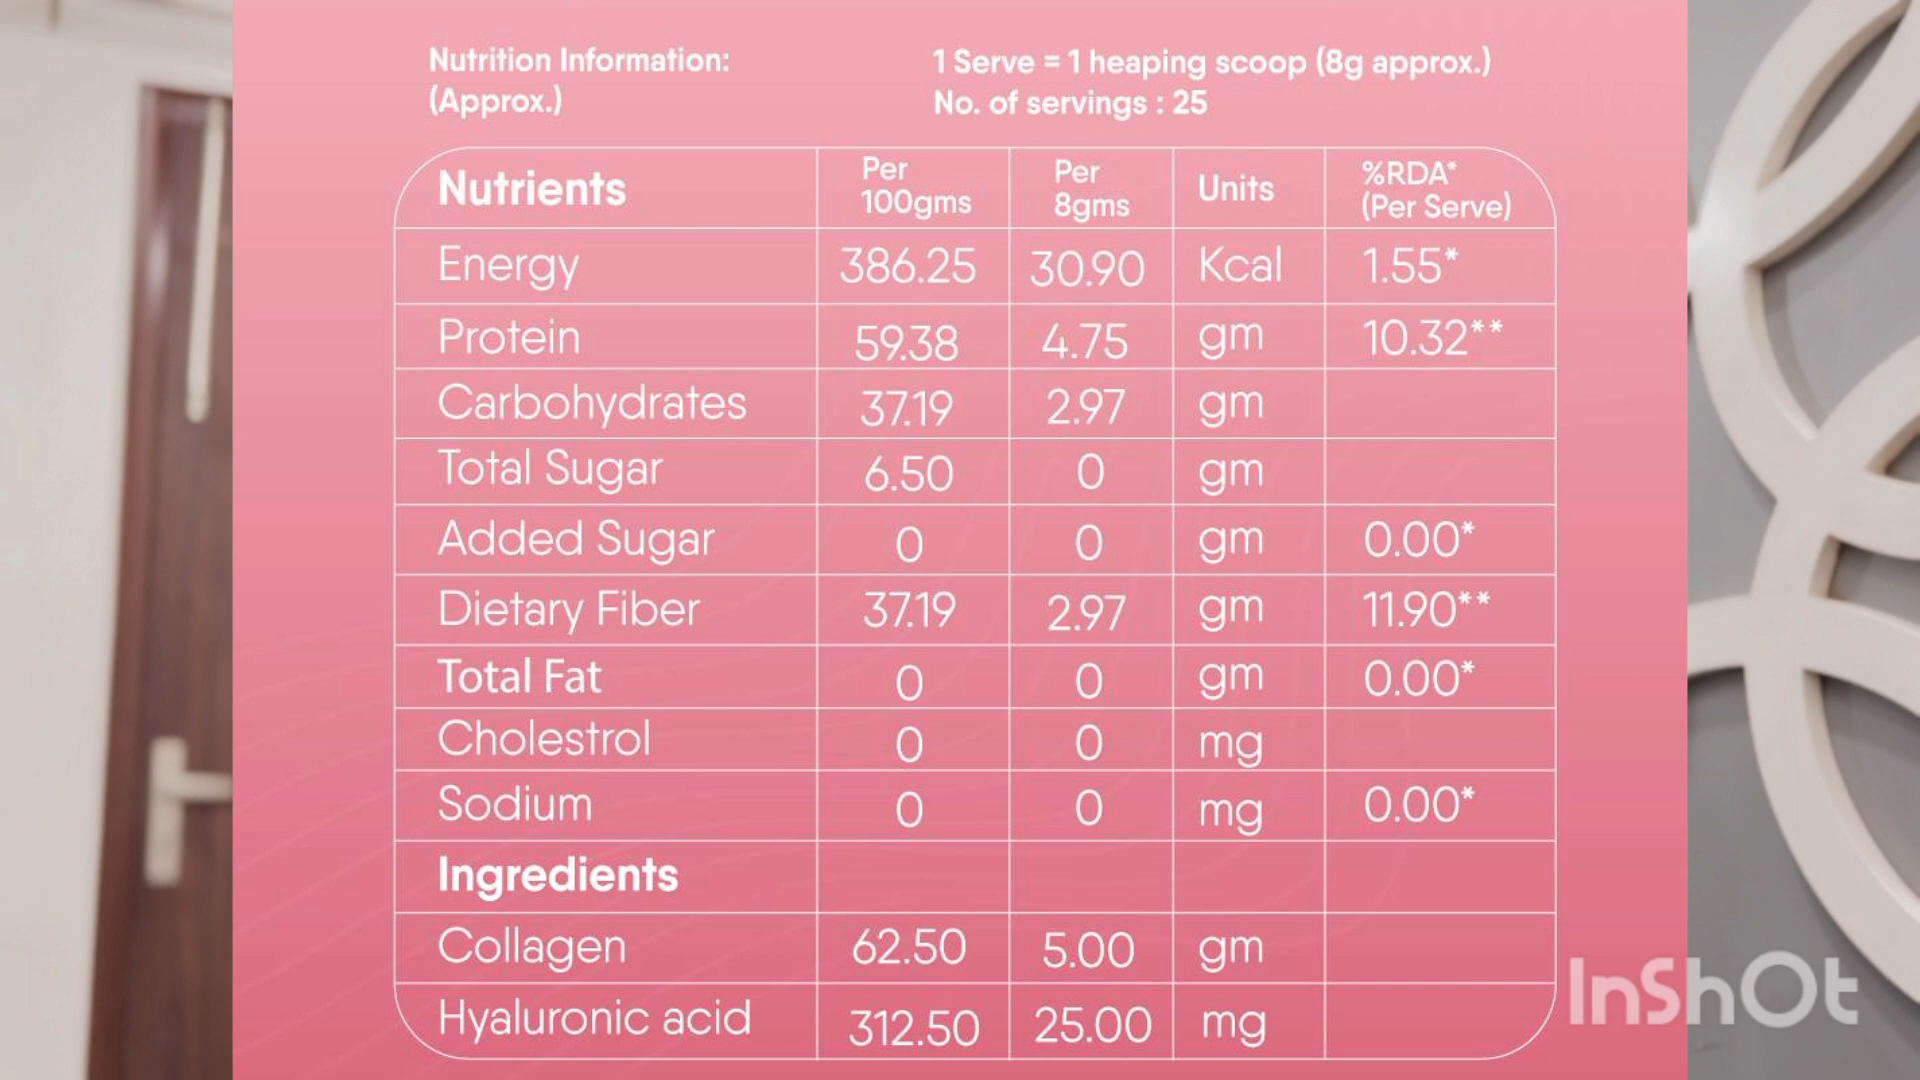 Nutrition Information:
(Approx.)
1 Serve = 1 heaping scoop (8g approx.)
No. of servings : 25
Nutrients Per 100gms Per 8gms Units %RDA* (Per Serve)
Energy 386.25 30.90 Kcal 1.55*
Protein 59.38 4.75 gm 10.32**
Carbohydrates 37.19 2.97 gm
Total Sugar 6.50 0 gm
Added Sugar 0 0 gm 0.00*
Dietary Fiber 37.19 2.97 gm 11.90**
Total Fat 0 0 gm 0.00*
Cholestrol 0 0 mg
Sodium 0 0 mg 0.00*
Ingredients
Collagen 62.50 5.00 gm
Hyaluronic acid 312.50 25.00 mg
InShOt